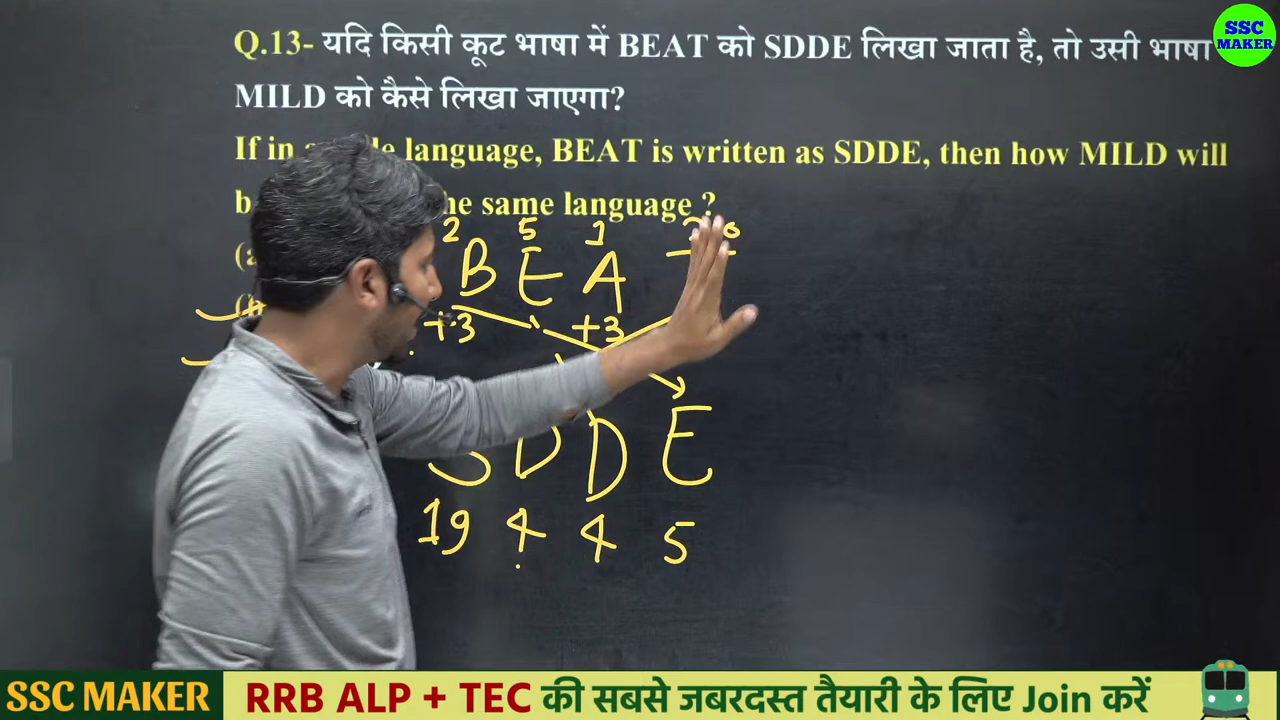 SSC
MAKER
Q.13- यदि किसी कूट भाषा में BEAT को SDDE लिखा जाता है, तो उसी भाषा
MILD को कैसे लिखा जाएगा?
If in language, BEAT is written as SDDE, then how MILD will
same language ?
2 5 1
B E A
+3 +3
S D D E
19 4 4 5
SSC MAKER RRB ALP + TEC की सबसे जबरदस्त तैयारी के लिए Join करें